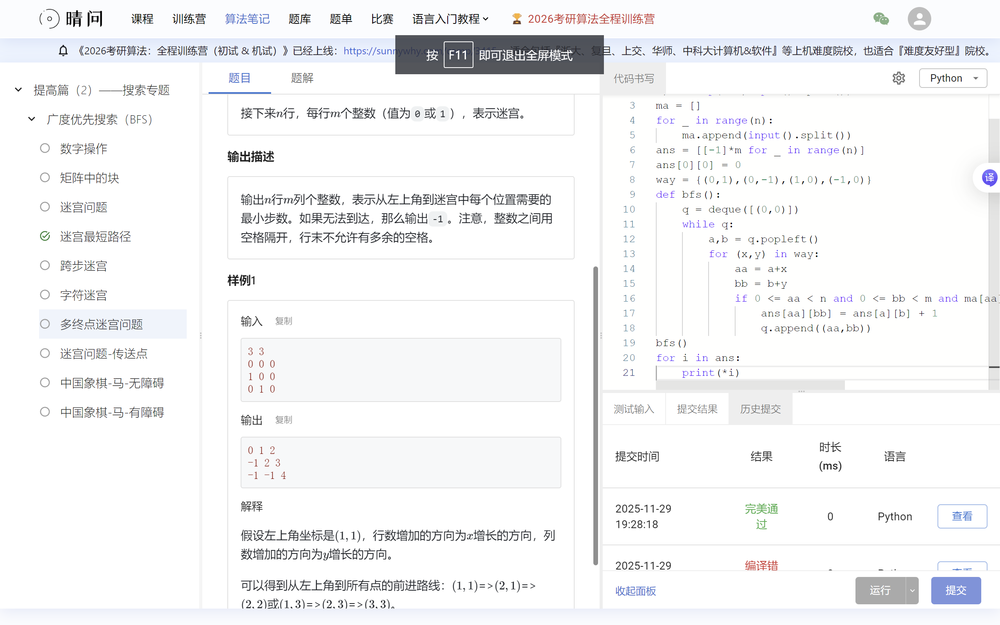 晴问
课程
训练营
算法笔记
题库
题单
比赛
语言入门教程
2026考研算法全程训练营
《2026考研算法：全程训练营（初试 & 机试）》已经上线：https://sunnywhy.com/camp/ 『浙大、复旦、上交、华师、中科大计算机&软件』等上机难度院校，也适合『难度友好型』院校。
按 F11 即可退出全屏模式
提高篇（2）——搜索专题
广度优先搜索（BFS）
数字操作
矩阵中的块
迷宫问题
迷宫最短路径
跨步迷宫
字符迷宫
多终点迷宫问题
迷宫问题-传送点
中国象棋-马-无障碍
中国象棋-马-有障碍
题目
题解
接下来n行，每行m个整数（值为0或1），表示迷宫。
输出描述
输出n行m列个整数，表示从左上角到迷宫中每个位置需要的
最小步数。如果无法到达，那么输出-1。注意，整数之间用
空格隔开，行末不允许有多余的空格。
样例1
输入 复制
3 3
0 0 0
1 0 0
0 1 0
输出 复制
0 1 2
-1 2 3
-1 -1 4
解释
假设左上角坐标是(1,1)，行数增加的方向为x增长的方向，列
数增加的方向为y增长的方向。
可以得到从左上角到所有点的前进路线：(1,1)=>(2,1)=>
(2,2)或(1,3)=>(2,3)=>(3,3)。
代码书写
Python
3 ma = []
4 for _ in range(n):
5 ma.append(input().split())
6 ans = [[-1]*m for _ in range(n)]
7 ans[0][0] = 0
8 way = {(0,1),(0,-1),(1,0),(-1,0)}
9 def bfs():
10 q = deque([(0,0)])
11 while q:
12 a,b = q.popleft()
13 for (x,y) in way:
14 aa = a+x
15 bb = b+y
16 if 0 <= aa < n and 0 <= bb < m and ma[aa]
17 ans[aa][bb] = ans[a][b] + 1
18 q.append((aa,bb))
19 bfs()
20 for i in ans:
21 print(*i)
译
测试输入
提交结果
历史提交
提交时间 结果 时长 语言
(ms)
2025-11-29 完美通
19:28:18 过 0 Python 查看
2025-11-29 编译错
收起面板
运行
提交